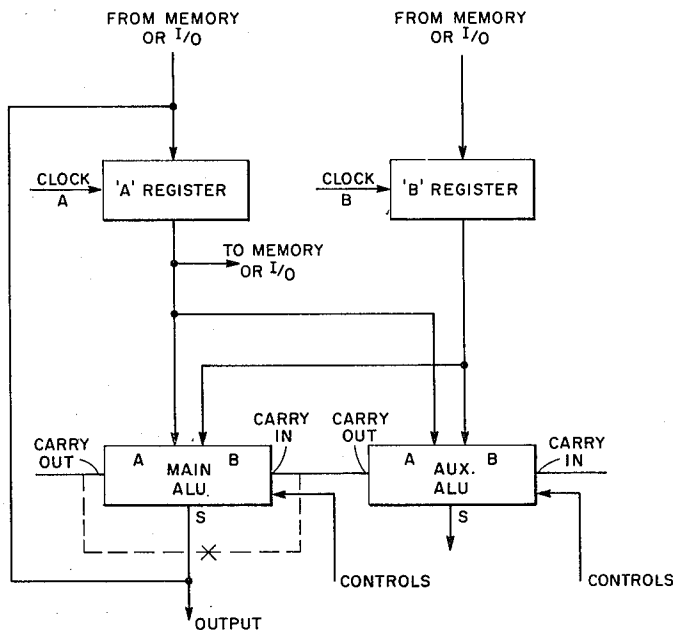 FROM MEMORY
OR I/O
FROM MEMORY
OR I/O
CLOCK
A
'A' REGISTER
CLOCK
B
'B' REGISTER
TO MEMORY
OR I/O
CARRY
OUT
A
B
MAIN
ALU.
S
CARRY
IN
CARRY
OUT
A
B
AUX.
ALU
S
CARRY
IN
CONTROLS
CONTROLS
OUTPUT